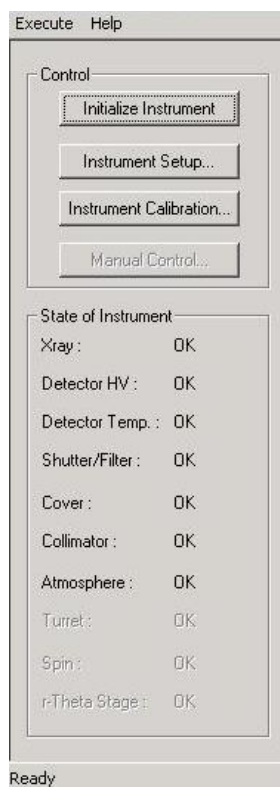 Execute Help
Control
Initialize Instrument
Instrument Setup...
Instrument Calibration...
Manual Control...
State of Instrument
Xray : OK
Detector HV : OK
Detector Temp. : OK
Shutter/Filter : OK
Cover : OK
Collimator : OK
Atmosphere : OK
Turret : OK
Spin : OK
r-Theta Stage : OK
Ready